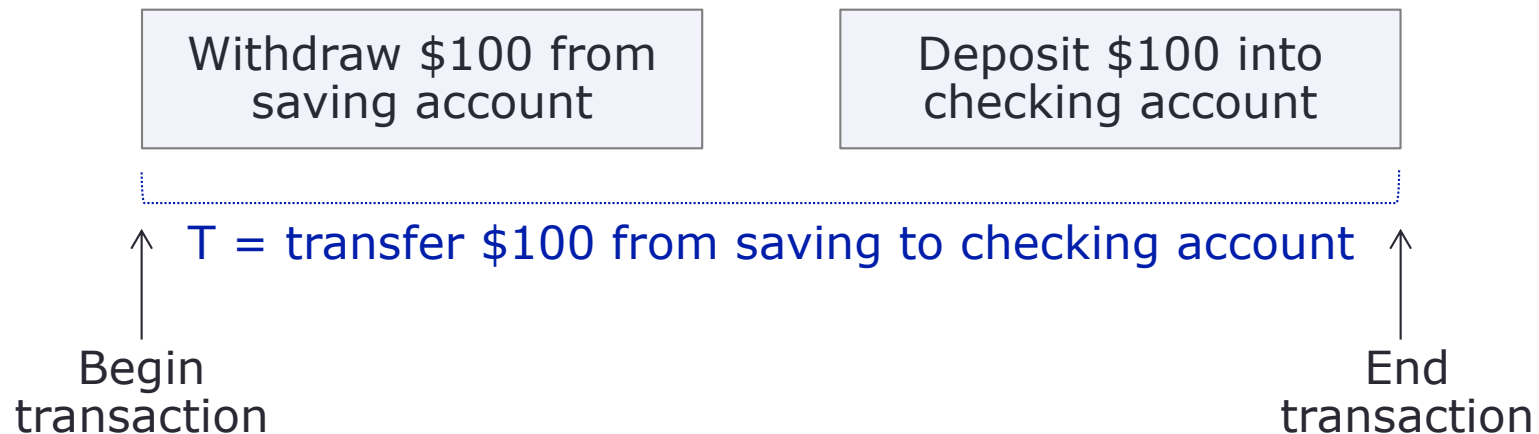 Withdraw $100 from
saving account
Deposit $100 into
checking account
T = transfer $100 from saving to checking account
Begin
transaction
End
transaction